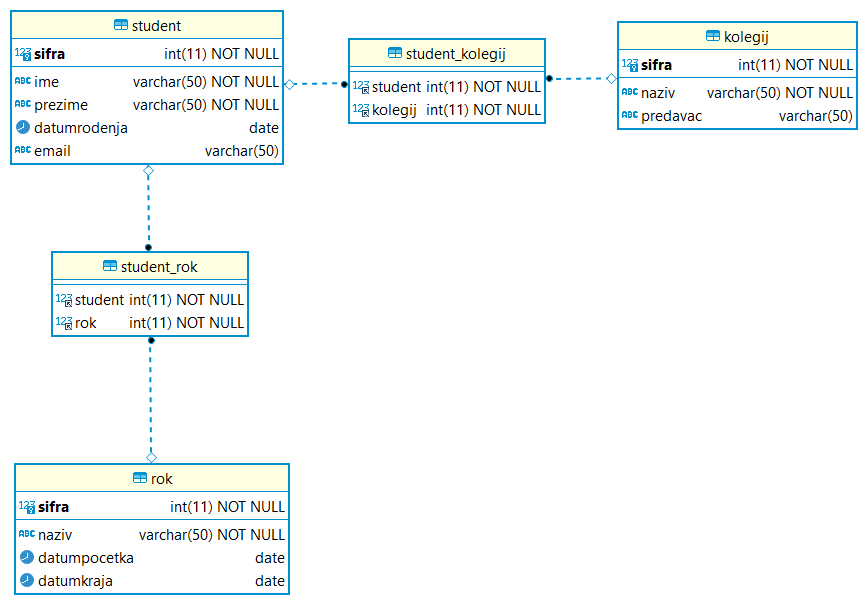 student
123 sifra int(11) NOT NULL
ABC ime varchar(50) NOT NULL
ABC prezime varchar(50) NOT NULL
datumrodenja date
ABC email varchar(50)
student_kolegij
123 student int(11) NOT NULL
123 kolegij int(11) NOT NULL
kolegij
123 sifra int(11) NOT NULL
ABC naziv varchar(50) NOT NULL
ABC predavac varchar(50)
student_rok
123 student int(11) NOT NULL
123 rok int(11) NOT NULL
rok
123 sifra int(11) NOT NULL
ABC naziv varchar(50) NOT NULL
datumpocetka date
datumkraja date